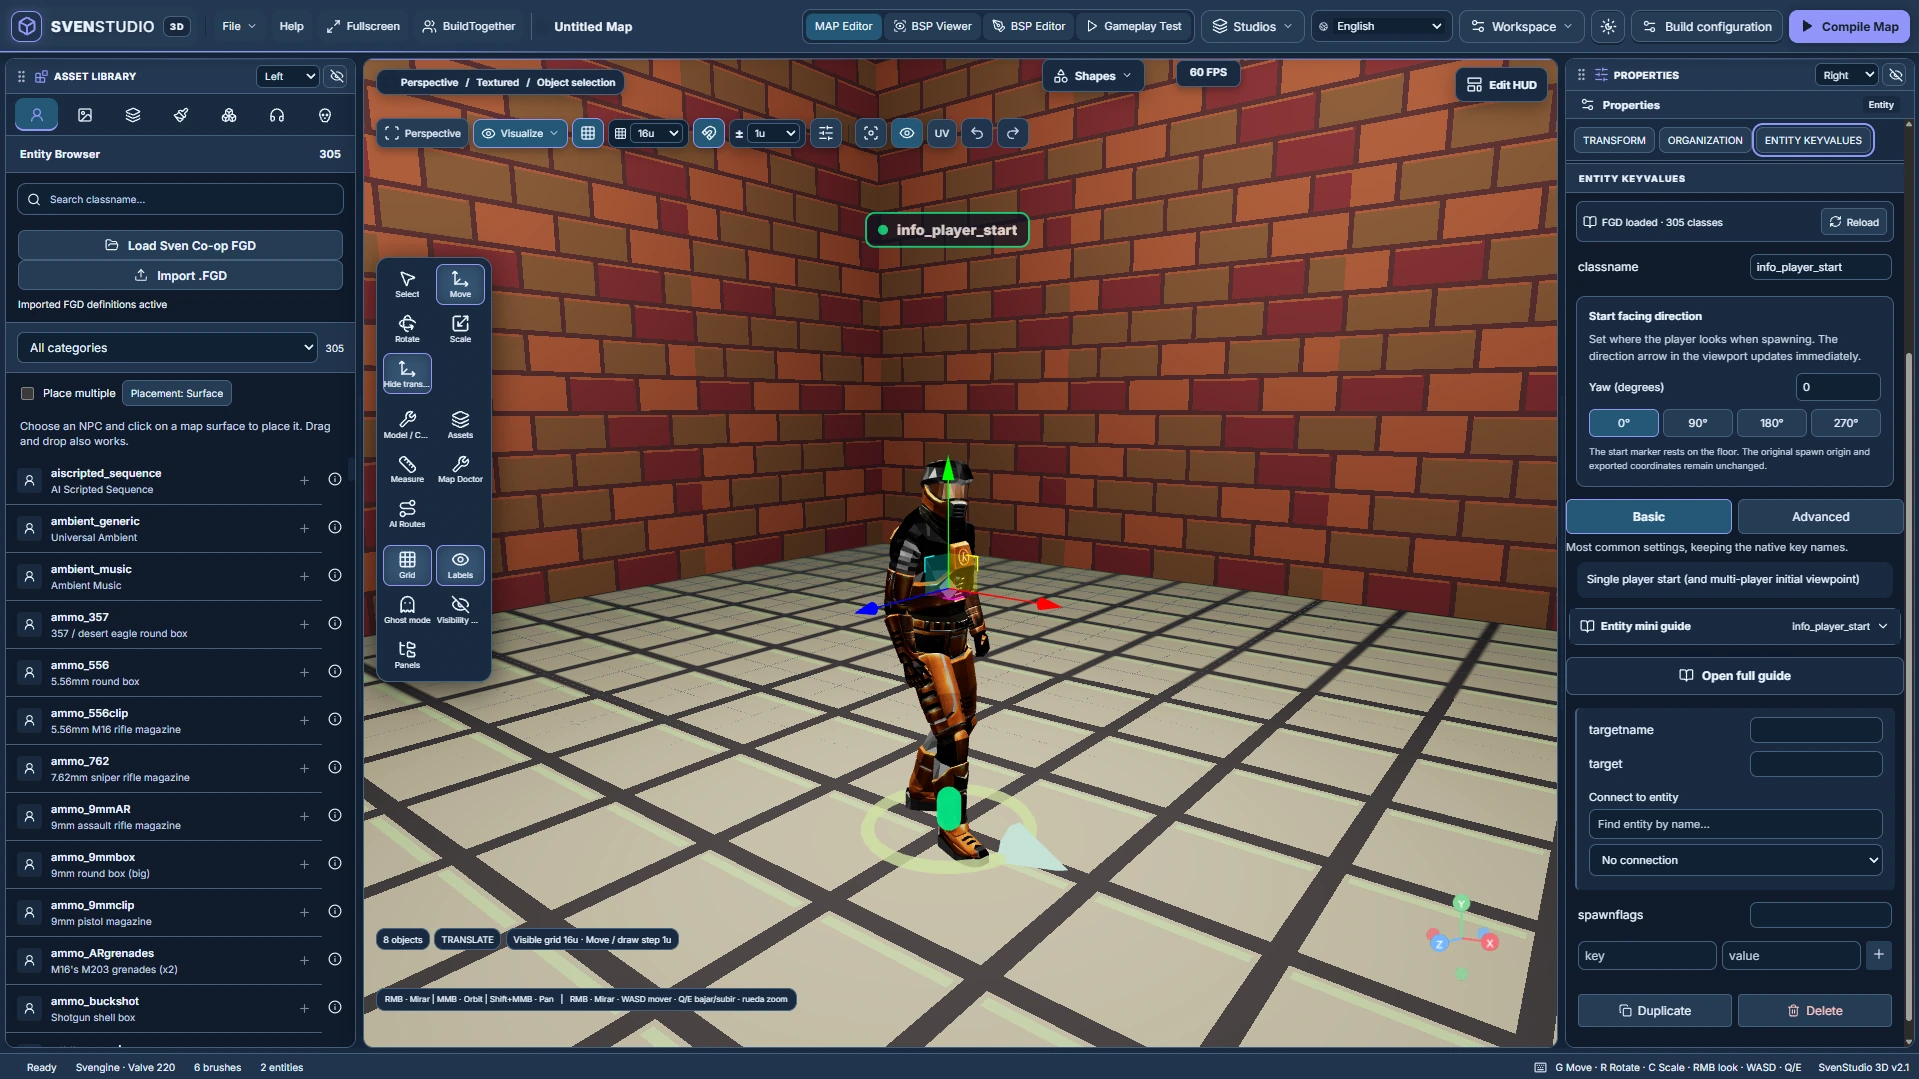 SVENSTUDIO 3D File Help Fullscreen BuildTogether Untitled Map MAP Editor BSP Viewer BSP Editor Gameplay Test Studios English Workspace Build configuration Compile Map
ASSET LIBRARY Left
Entity Browser 305
Search classname...
Load Sven Co-op FGD
Import .FGD
Imported FGD definitions active
All categories 305
Place multiple Placement: Surface
Choose an NPC and click on a map surface to place it. Drag
and drop also works.
aiscripted_sequence
AI Scripted Sequence
ambient_generic
Universal Ambient
ambient_music
Ambient Music
ammo_357
357 / desert eagle round box
ammo_556
5.56mm round box
ammo_556clip
5.56mm M16 rifle magazine
ammo_762
7.62mm sniper rifle magazine
ammo_9mmAR
9mm assault rifle magazine
ammo_9mmbox
9mm round box (big)
ammo_9mmclip
9mm pistol magazine
ammo_ARgrenades
M16's M203 grenades (x2)
ammo_buckshot
Shotgun shell box
Perspective / Textured / Object selection
Shapes
60 FPS
Edit HUD
Perspective Visualize 16u ± 1u UV
info_player_start
Select Move
Rotate Scale
Hide trans...
Model / C... Assets
Measure Map Doctor
AI Routes
Grid Labels
Ghost mode Visibility ...
Panels
Y
Z X
8 objects TRANSLATE Visible grid 16u · Move / draw step 1u
RMB · Mirar | MMB · Orbit | Shift+MMB · Pan | RMB · Mirar · WASD mover · Q/E bajar/subir · rueda zoom
PROPERTIES Right
Properties Entity
TRANSFORM ORGANIZATION ENTITY KEYVALUES
ENTITY KEYVALUES
FGD loaded · 305 classes Reload
classname info_player_start
Start facing direction
Set where the player looks when spawning. The
direction arrow in the viewport updates immediately.
Yaw (degrees) 0
0° 90° 180° 270°
The start marker rests on the floor. The original spawn origin and
exported coordinates remain unchanged.
Basic Advanced
Most common settings, keeping the native key names.
Single player start (and multi-player initial viewpoint)
Entity mini guide info_player_start
Open full guide
targetname
target
Connect to entity
Find entity by name...
No connection
spawnflags
key value +
Duplicate Delete
Ready Svengine · Valve 220 6 brushes 2 entities
G Move · R Rotate · C Scale · RMB look · WASD · Q/E SvenStudio 3D v2.1